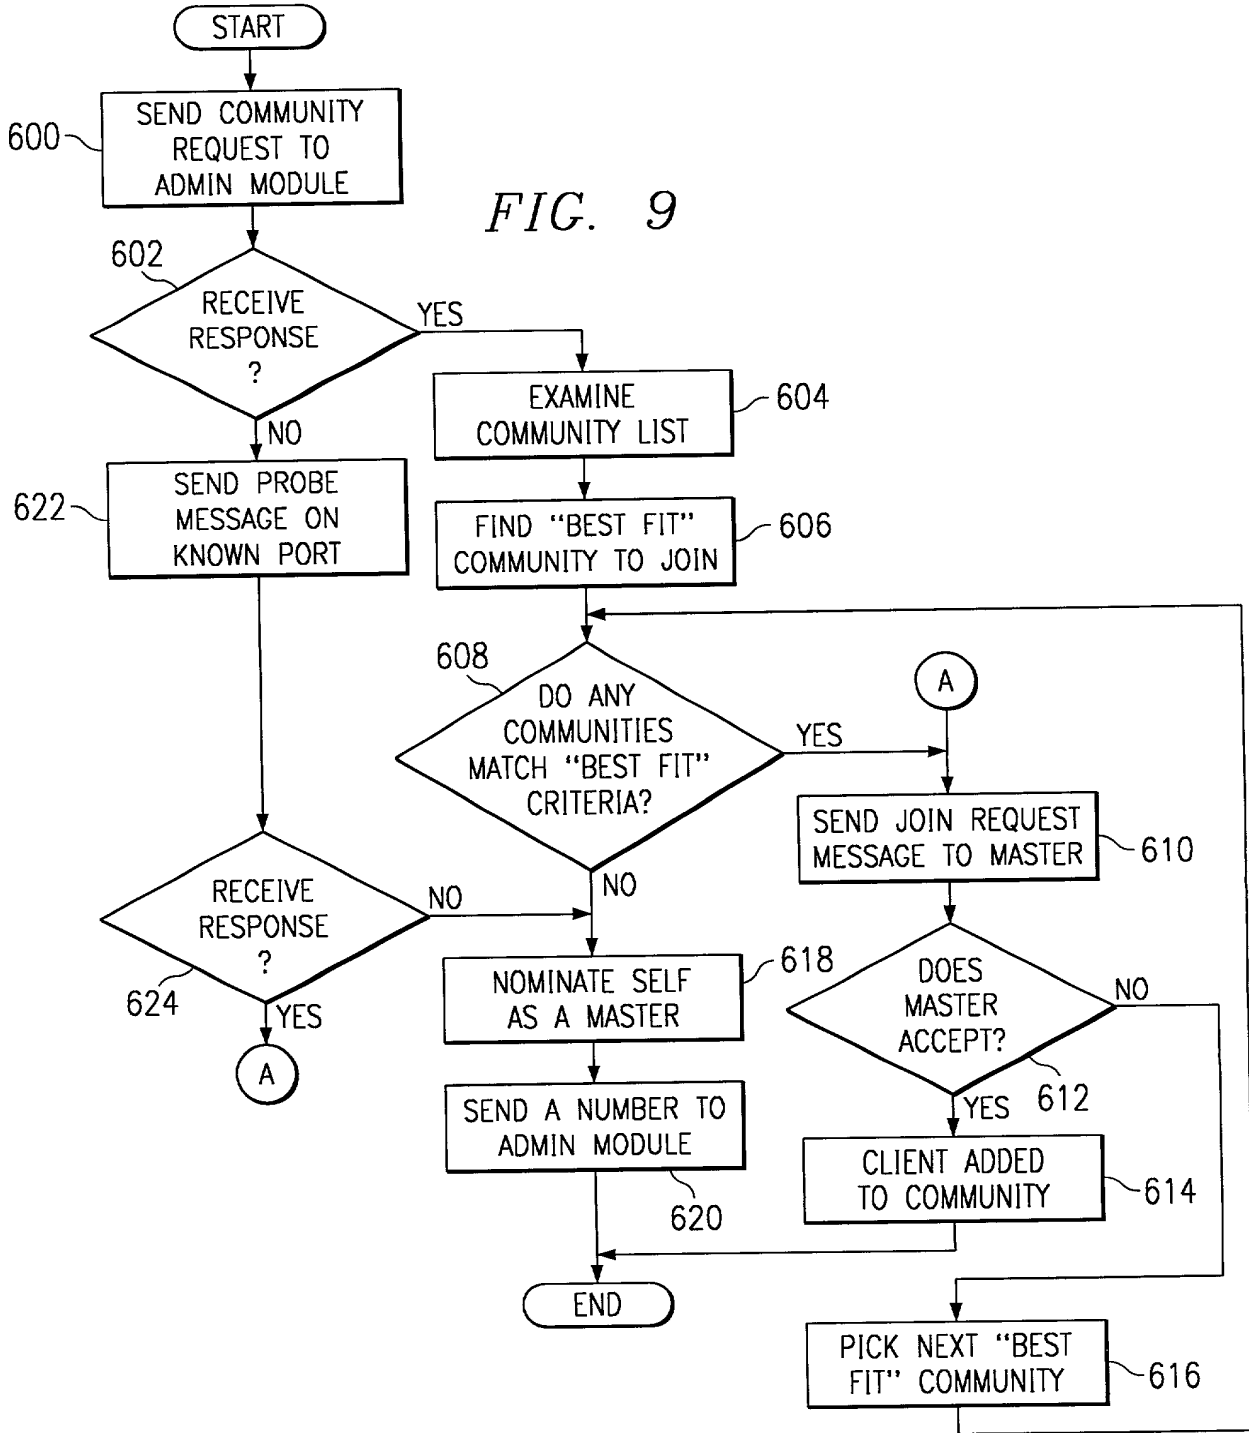 START
SEND COMMUNITY
REQUEST TO
ADMIN MODULE
600
FIG. 9
602
RECEIVE
RESPONSE
?
YES
NO
EXAMINE
COMMUNITY LIST
604
SEND PROBE
MESSAGE ON
KNOWN PORT
622
FIND “BEST FIT”
COMMUNITY TO JOIN
606
608
DO ANY
COMMUNITIES
MATCH “BEST FIT”
CRITERIA?
YES
NO
A
SEND JOIN REQUEST
MESSAGE TO MASTER
610
RECEIVE
RESPONSE
?
NO
624
YES
A
NOMINATE SELF
AS A MASTER
618
DOES
MASTER
ACCEPT?
NO
612
YES
SEND A NUMBER TO
ADMIN MODULE
620
CLIENT ADDED
TO COMMUNITY
614
END
PICK NEXT “BEST
FIT” COMMUNITY
616